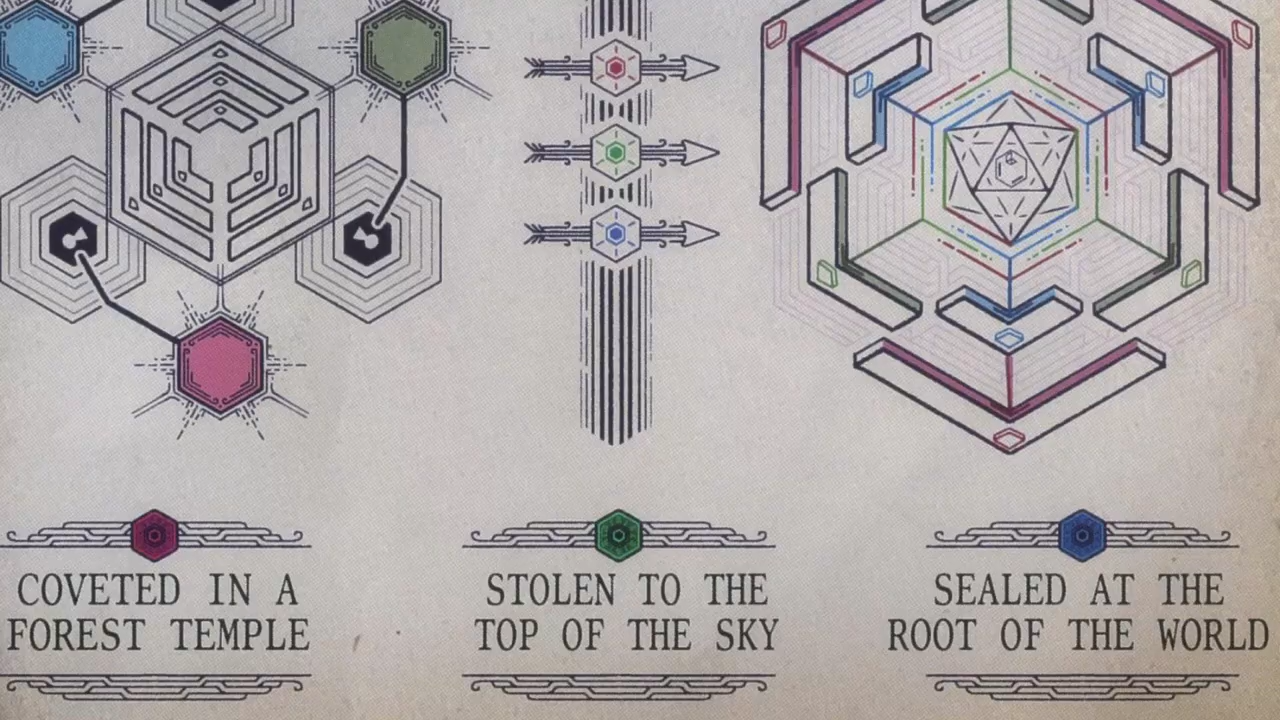 COVETED IN A
FOREST TEMPLE
STOLEN TO THE
TOP OF THE SKY
SEALED AT THE
ROOT OF THE WORLD